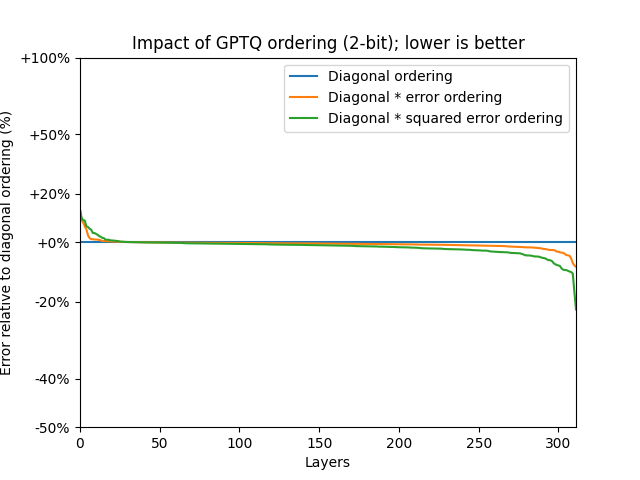 Impact of GPTQ ordering (2-bit); lower is better
Error relative to diagonal ordering (%)
+100%
+50%
+20%
+0%
-20%
-40%
-50%
Diagonal ordering
Diagonal * error ordering
Diagonal * squared error ordering
0 50 100 150 200 250 300
Layers